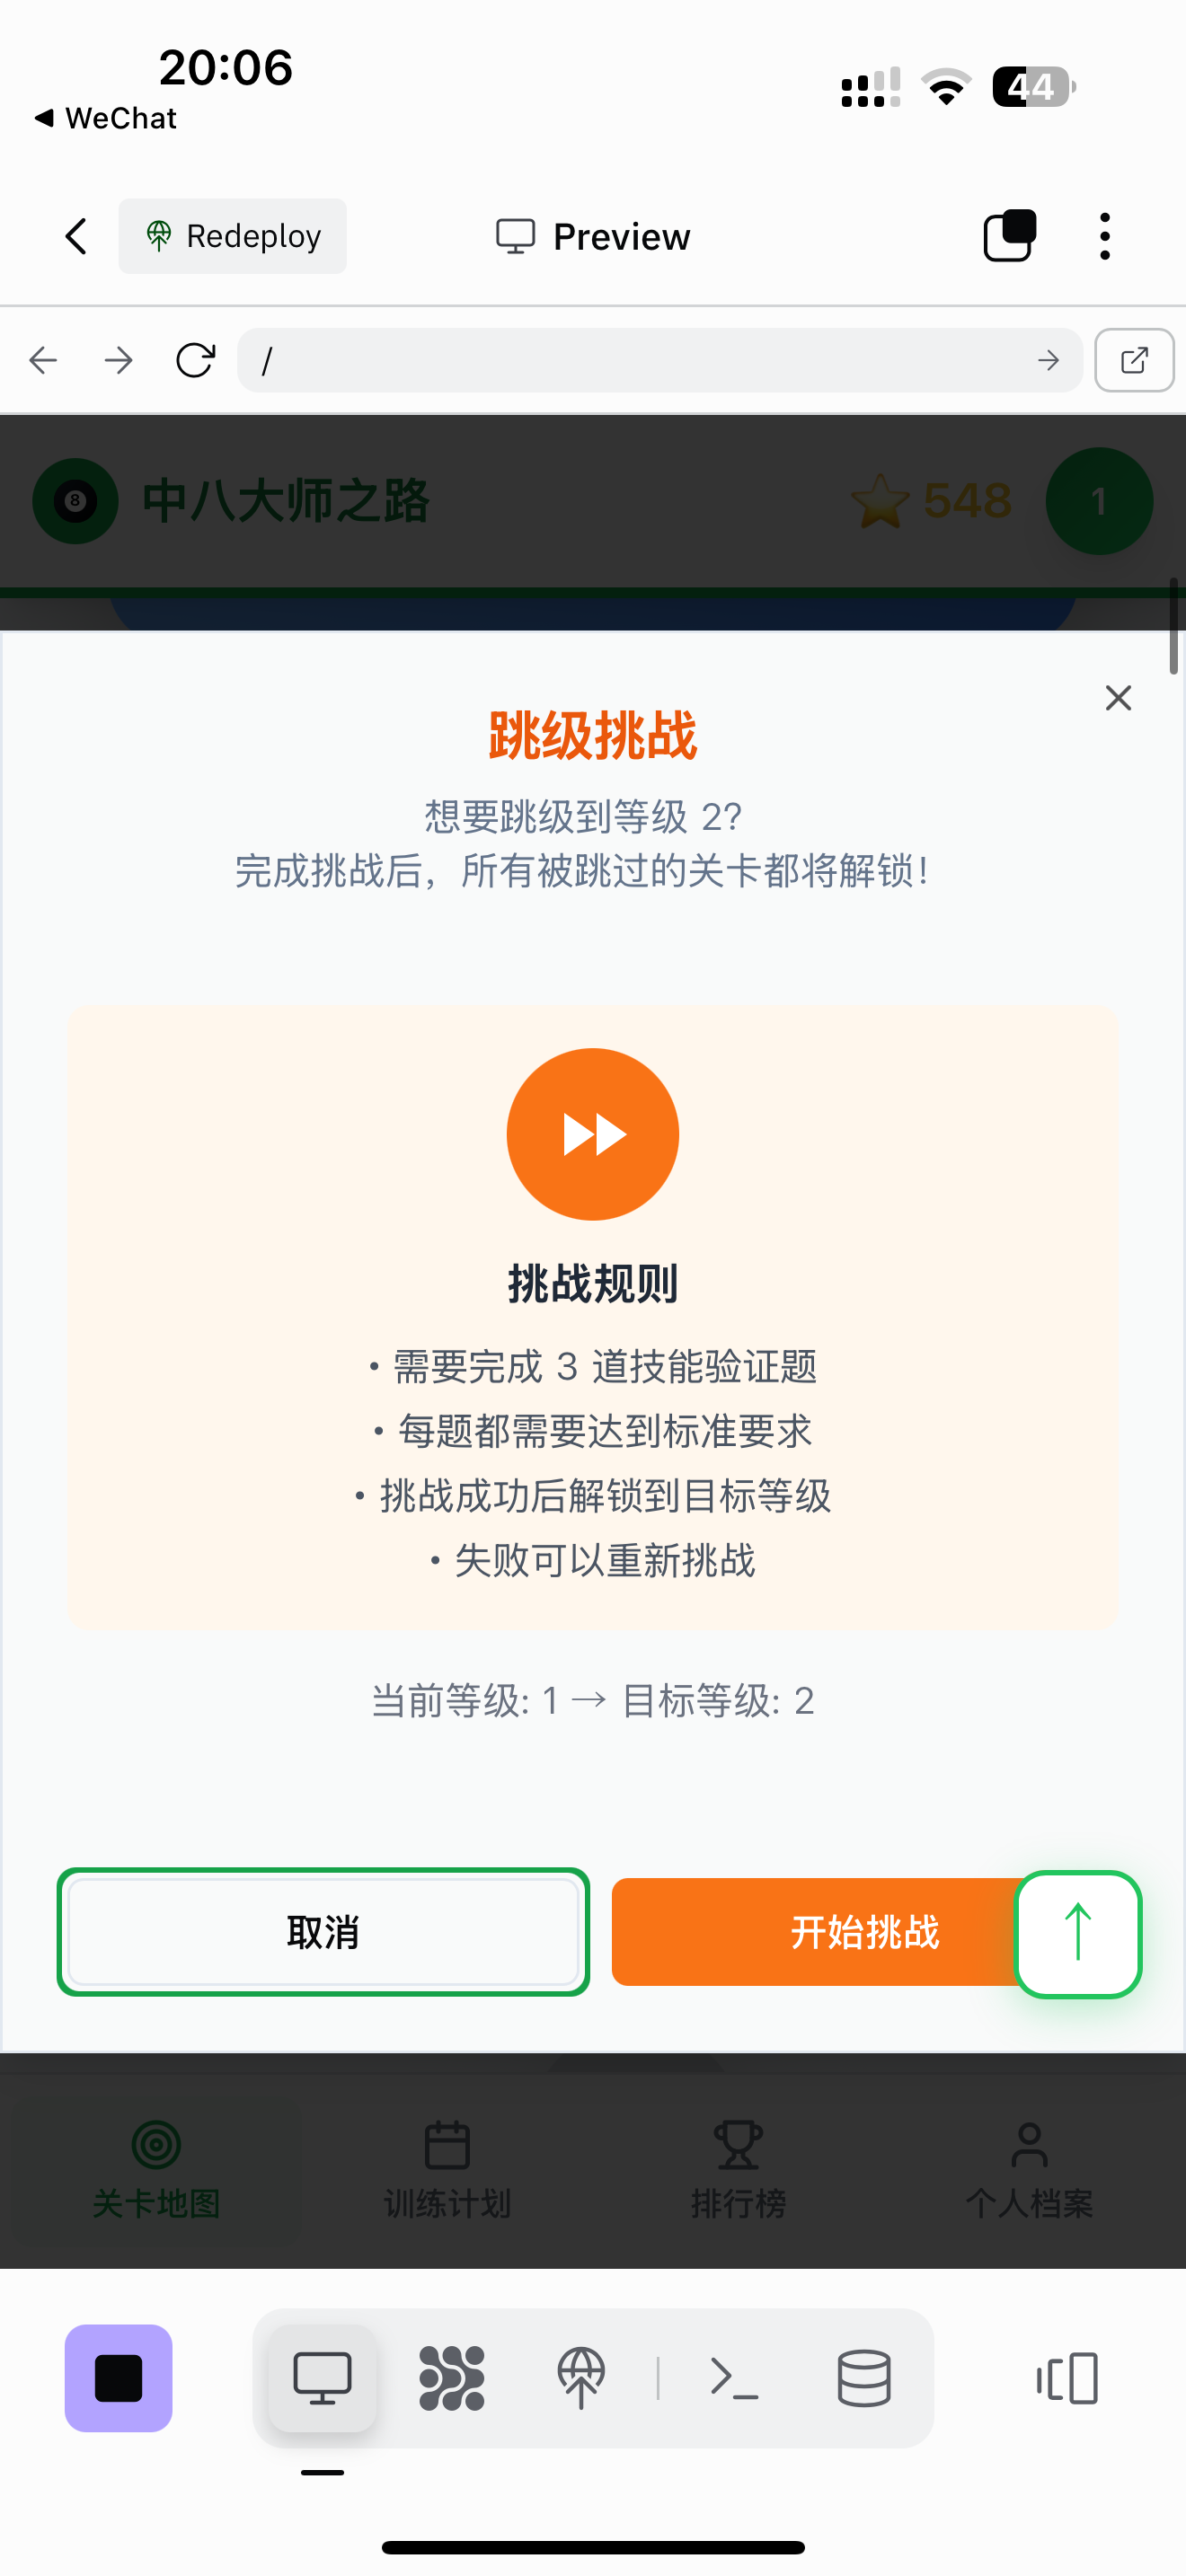 20:06
44
WeChat
Redeploy
Preview
/
8
中八大师之路
548
1
跳级挑战
想要跳级到等级 2?
完成挑战后，所有被跳过的关卡都将解锁！
挑战规则
• 需要完成 3 道技能验证题
• 每题都需要达到标准要求
• 挑战成功后解锁到目标等级
• 失败可以重新挑战
当前等级: 1 → 目标等级: 2
取消
开始挑战
关卡地图
训练计划
排行榜
个人档案